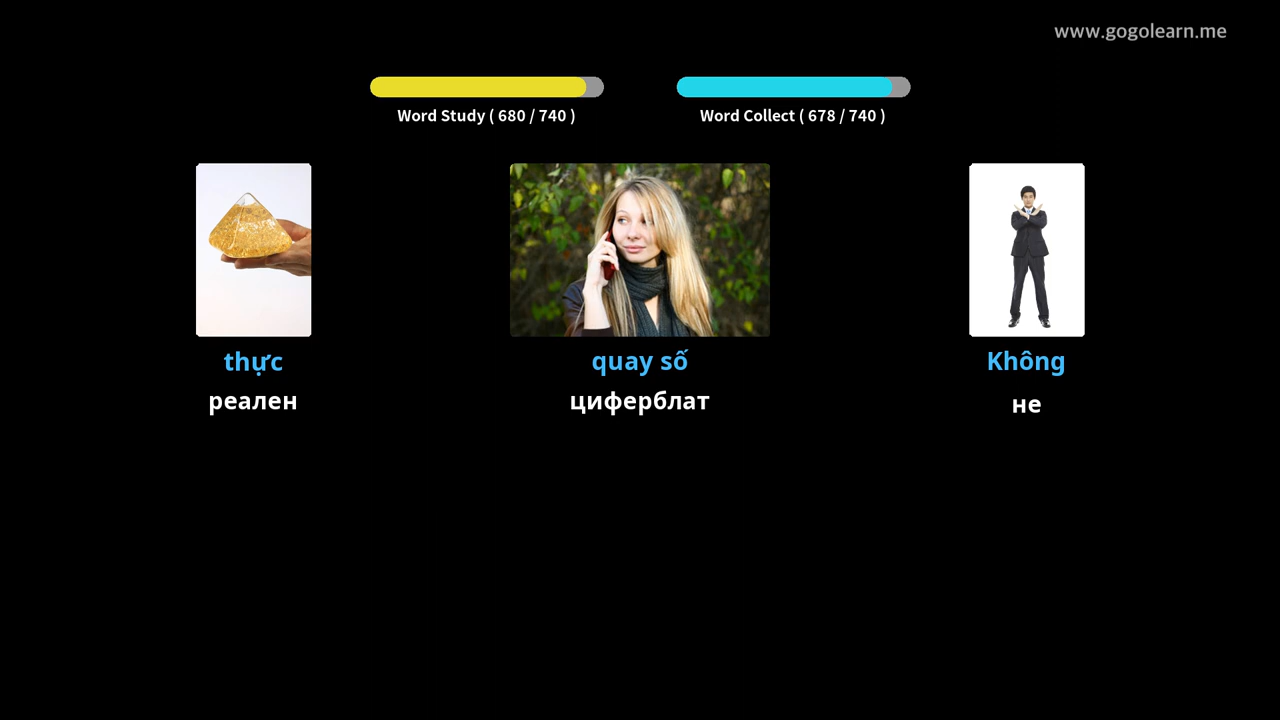 www.gogolearn.me
Word Study ( 680 / 740 )
Word Collect ( 678 / 740 )
thực
quay số
Không
реален
циферблат
не